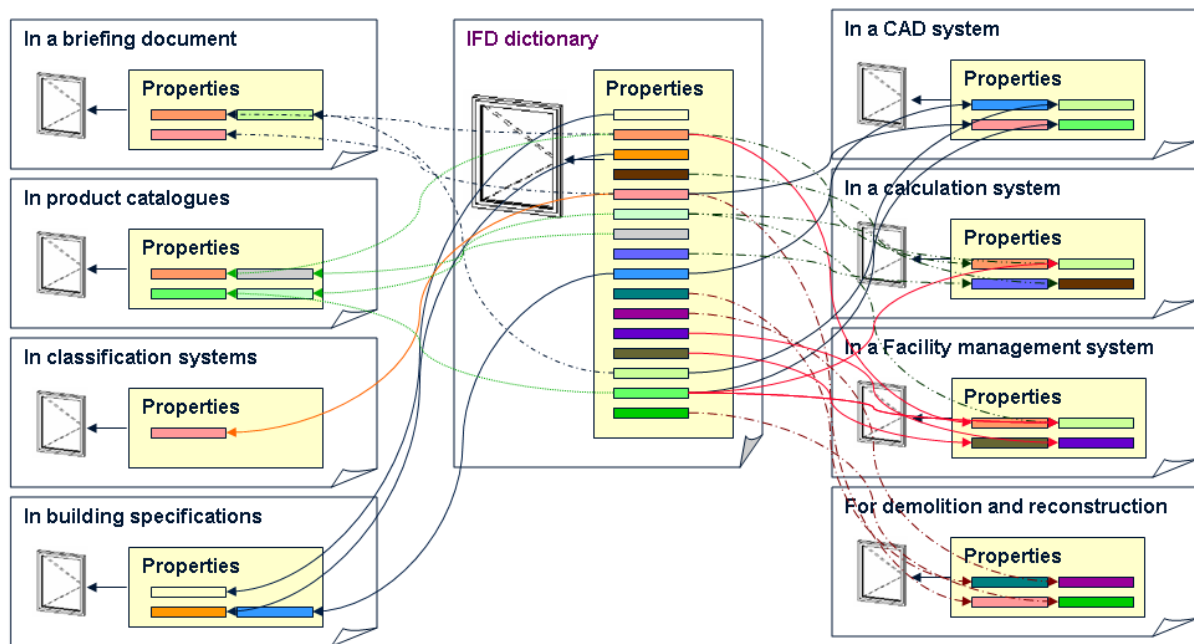 In a briefing document
Properties
In product catalogues
Properties
In classification systems
Properties
In building specifications
Properties
IFD dictionary
Properties
In a CAD system
Properties
In a calculation system
Properties
In a Facility management system
Properties
For demolition and reconstruction
Properties